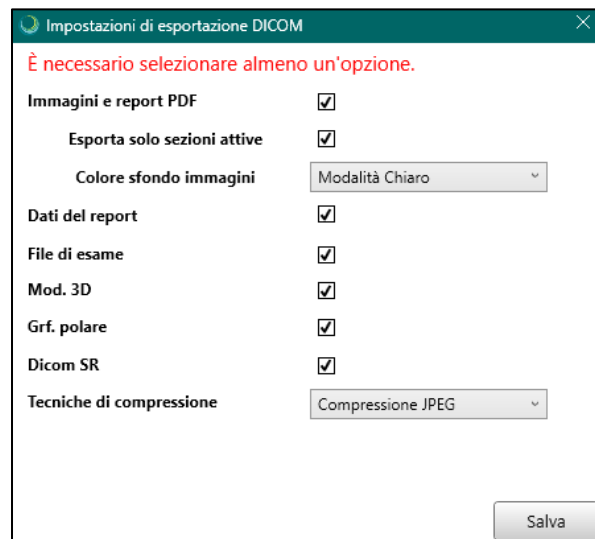 Impostazioni di esportazione DICOM
È necessario selezionare almeno un'opzione.
Immagini e report PDF
Esporta solo sezioni attive
Colore sfondo immagini Modalità Chiaro
Dati del report
File di esame
Mod. 3D
Grf. polare
Dicom SR
Tecniche di compressione Compressione JPEG
Salva